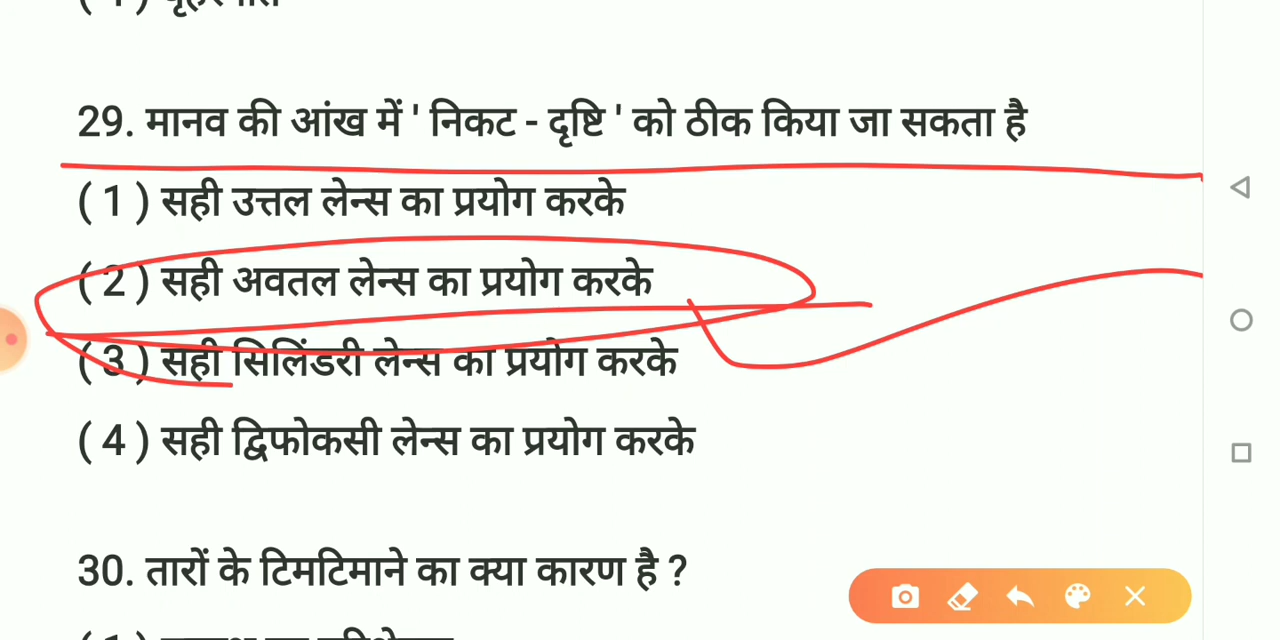 29. मानव की आंख में ' निकट - दृष्टि ' को ठीक किया जा सकता है
( 1 ) सही उत्तल लेन्स का प्रयोग करके
( 2 ) सही अवतल लेन्स का प्रयोग करके
( 3 ) सही सिलिंडरी लेन्स का प्रयोग करके
( 4 ) सही द्विफोकसी लेन्स का प्रयोग करके
30. तारों के टिमटिमाने का क्या कारण है ?